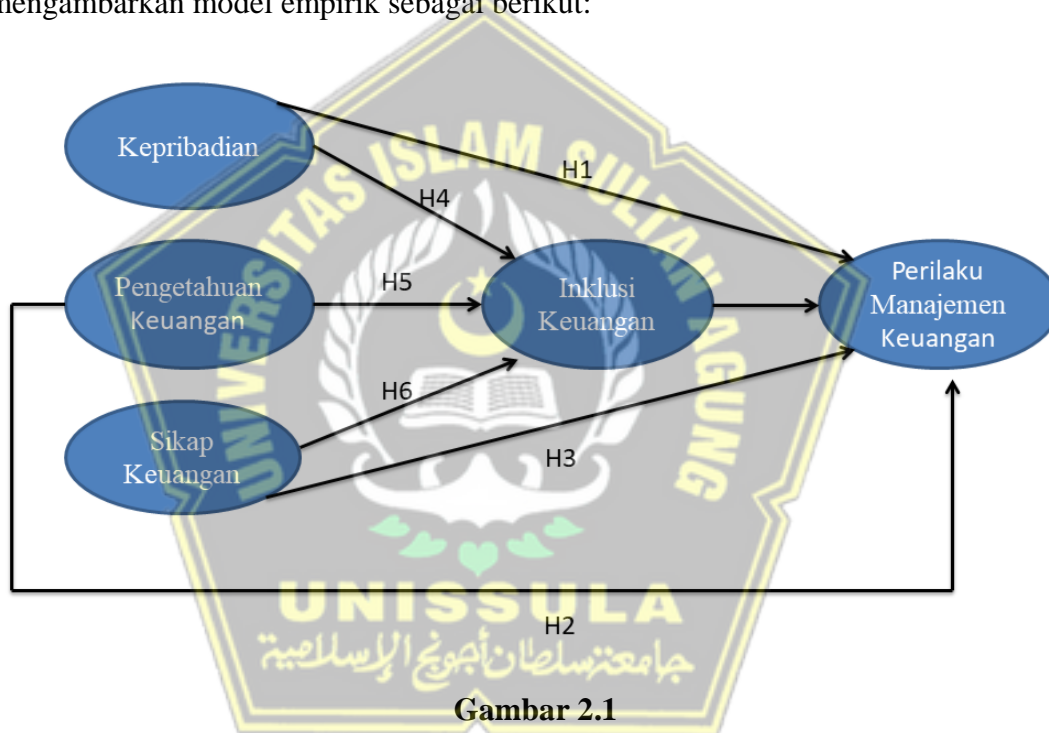 mengambarkan model empirik sebagai berikut:
Kepribadian
UNIVERSITAS ISLAM SULTAN AGUNG
H1
H4
Perilaku
Manajemen
Keuangan
Pengetahuan
Keuangan
H5
Inklusi
Keuangan
H6
Sikap
Keuangan
H3
UNISSULA
H2
جامعة سلطان أجونج الإسلامية
Gambar 2.1